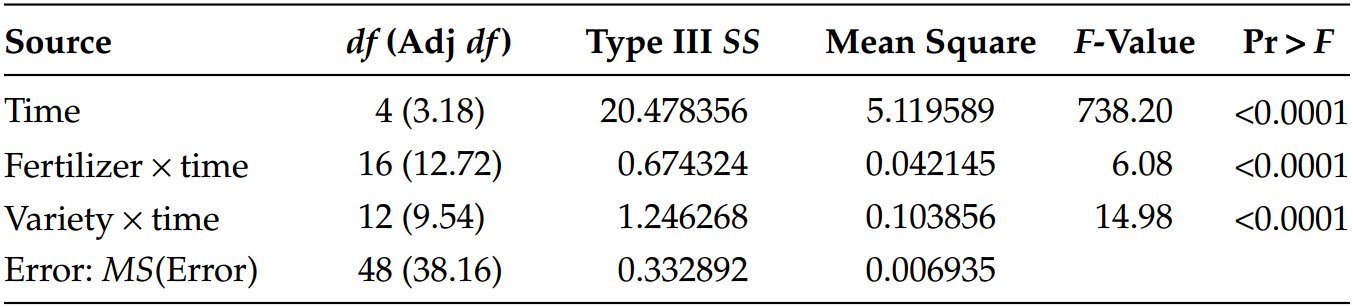 Source df (Adj df) Type III SS Mean Square F-Value Pr > F
Time 4 (3.18) 20.478356 5.119589 738.20 <0.0001
Fertilizer × time 16 (12.72) 0.674324 0.042145 6.08 <0.0001
Variety × time 12 (9.54) 1.246268 0.103856 14.98 <0.0001
Error: MS(Error) 48 (38.16) 0.332892 0.006935